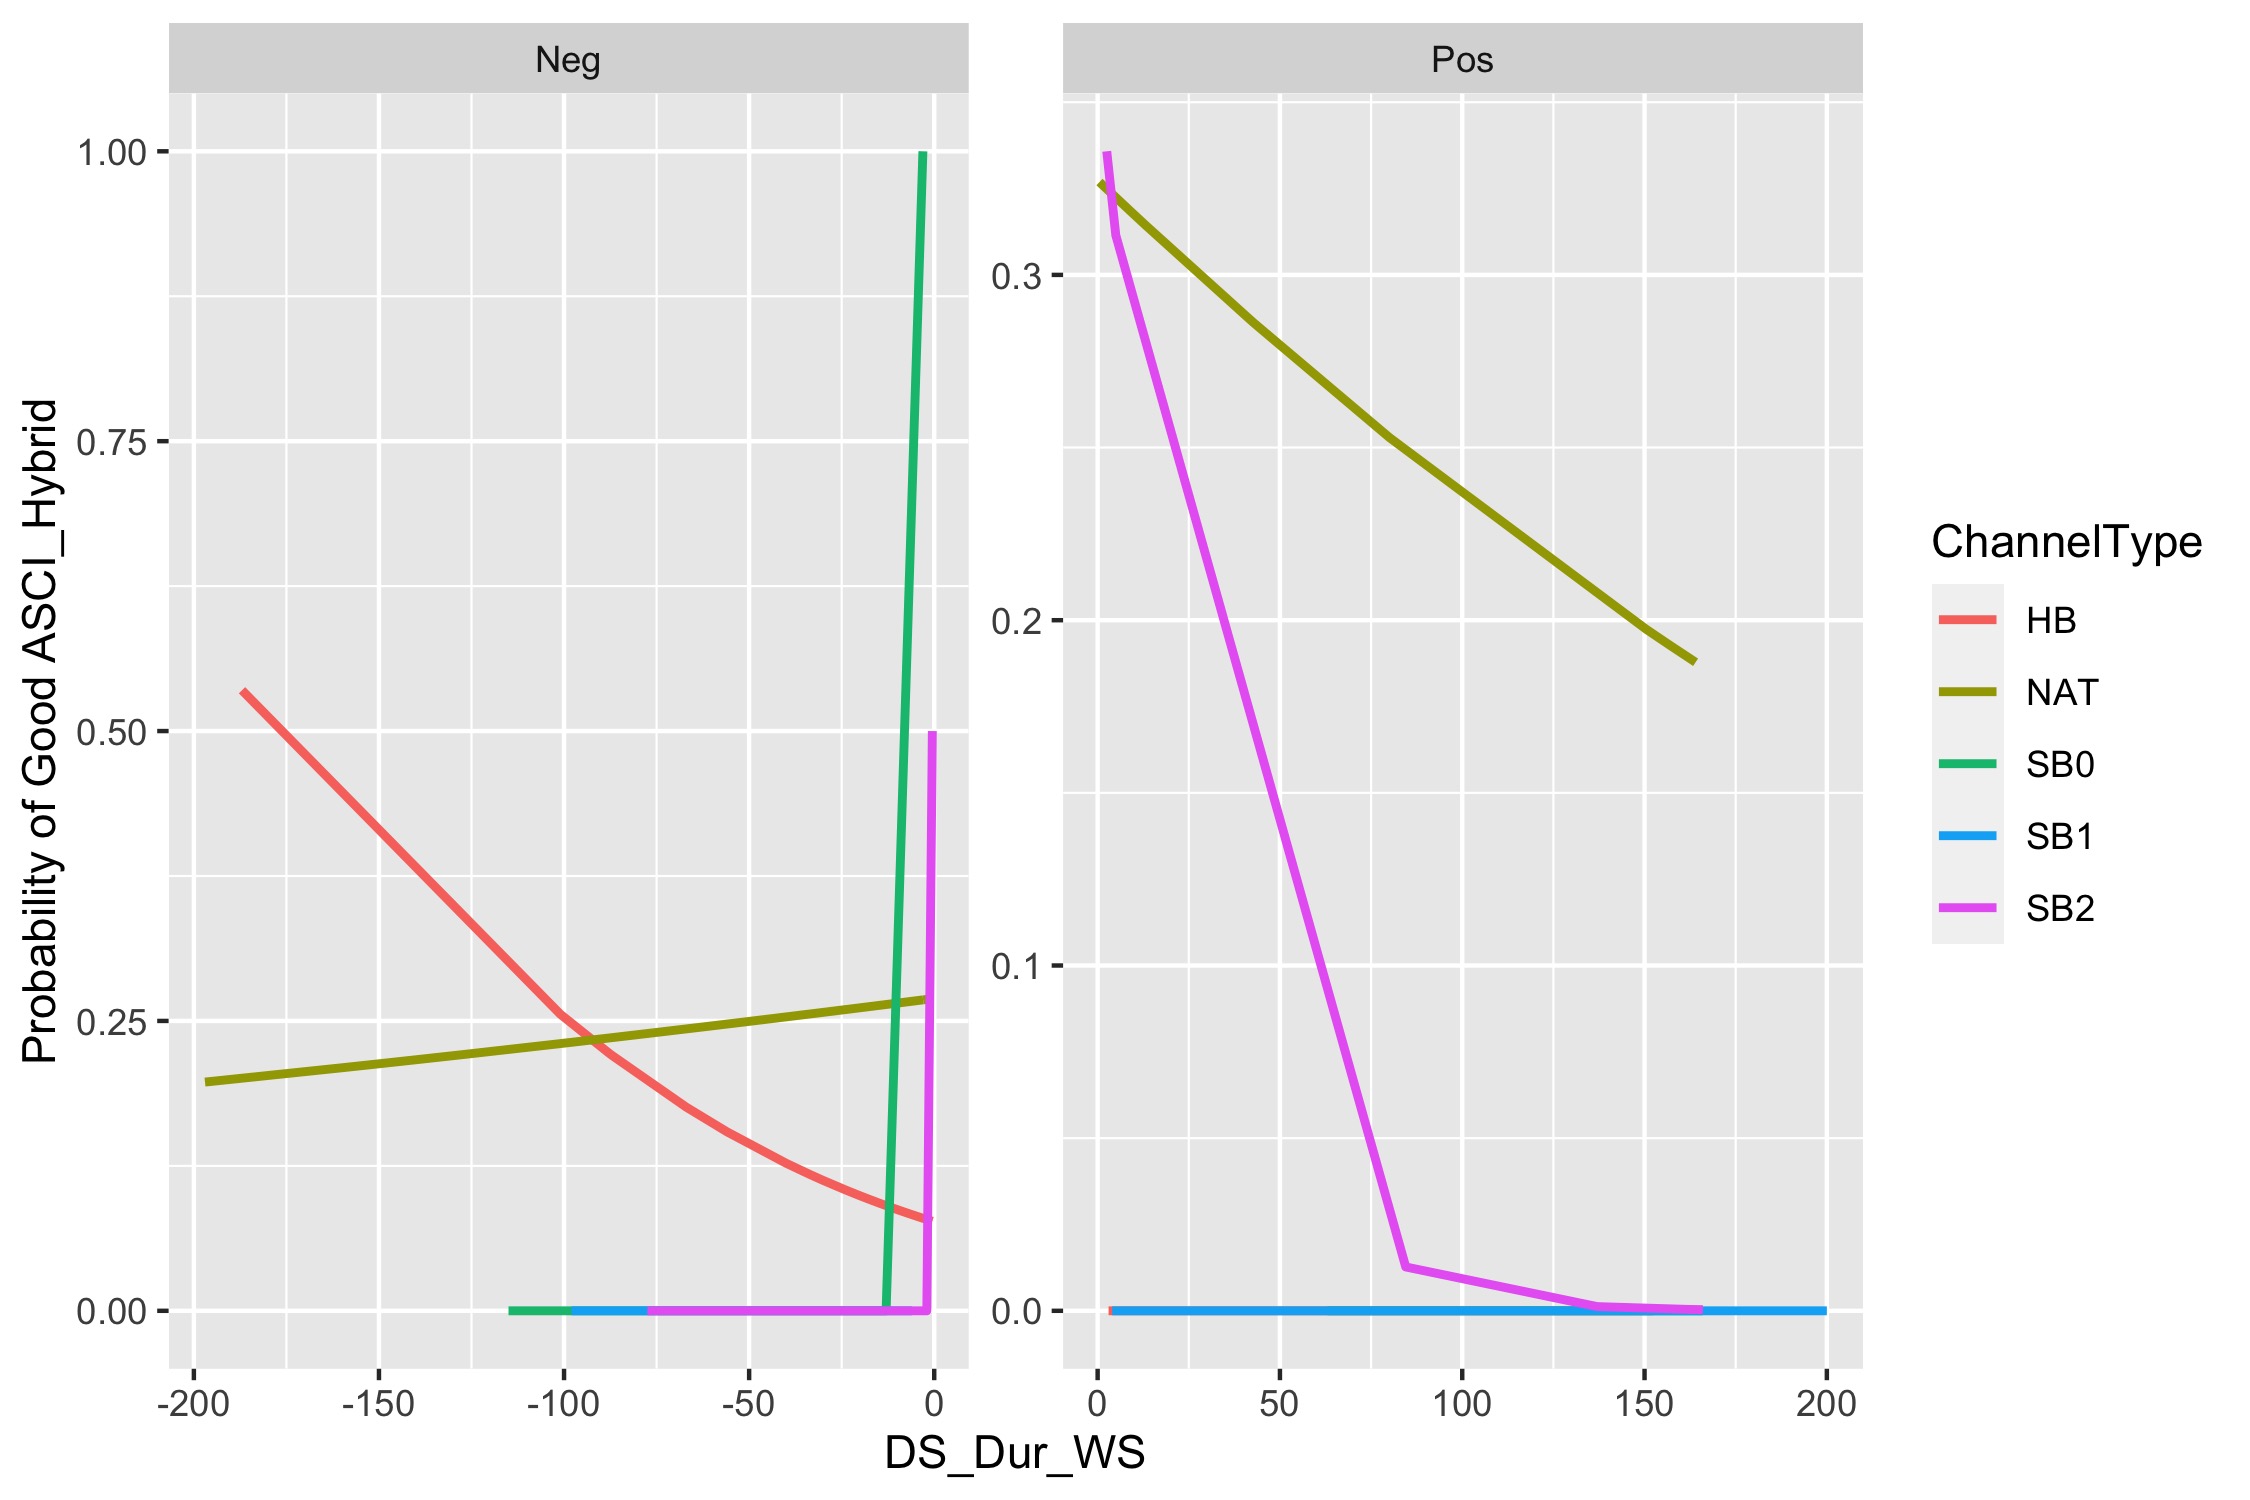 Neg
Pos
Probability of Good ASCI_Hybrid
1.00
0.75
0.50
0.25
0.00
0.3
0.2
0.1
0.0
-200 -150 -100 -50 0
0 50 100 150 200
DS_Dur_WS
ChannelType
HB
NAT
SB0
SB1
SB2